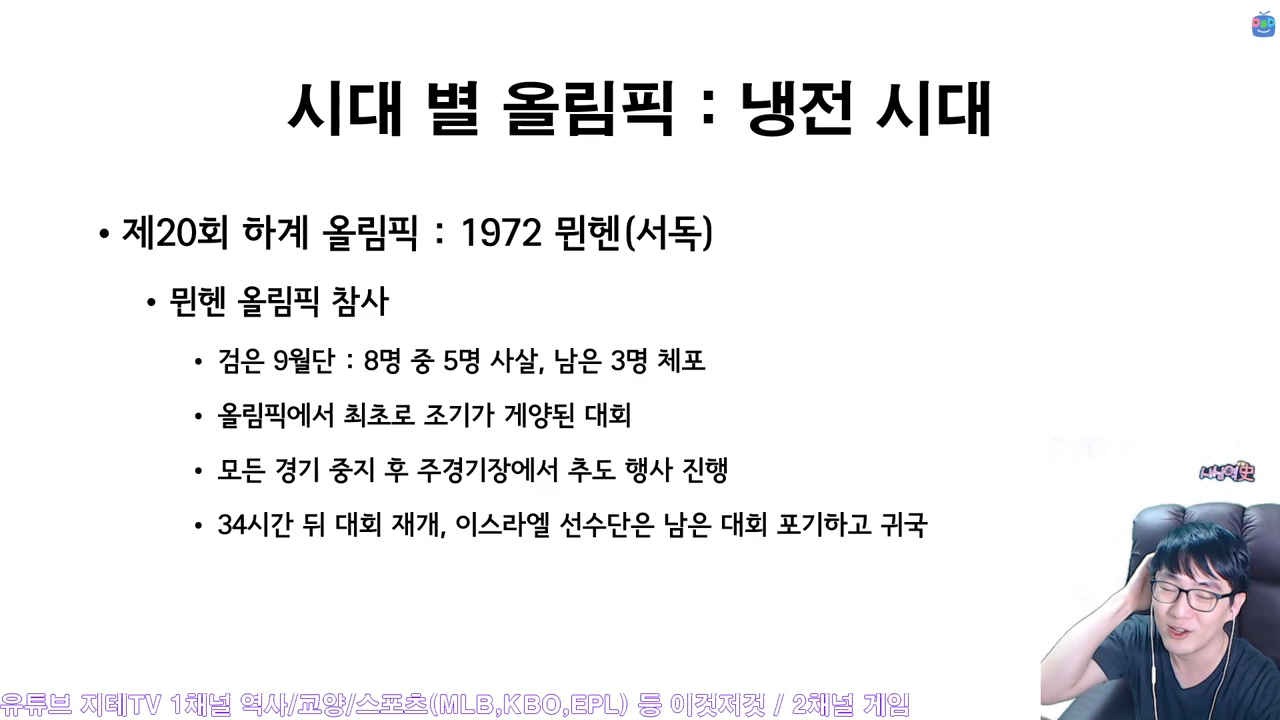 시대 별 올림픽 : 냉전 시대
• 제20회 하계 올림픽 : 1972 뮌헨(서독)
• 뮌헨 올림픽 참사
• 검은 9월단 : 8명 중 5명 사살, 남은 3명 체포
• 올림픽에서 최초로 조기가 게양된 대회
• 모든 경기 중지 후 주경기장에서 추도 행사 진행
• 34시간 뒤 대회 재개, 이스라엘 선수단은 남은 대회 포기하고 귀국
유튜브 지테TV 1채널 역사/교양/스포츠(MLB,KBO,EPL) 등 이것저것 / 2채널 게임